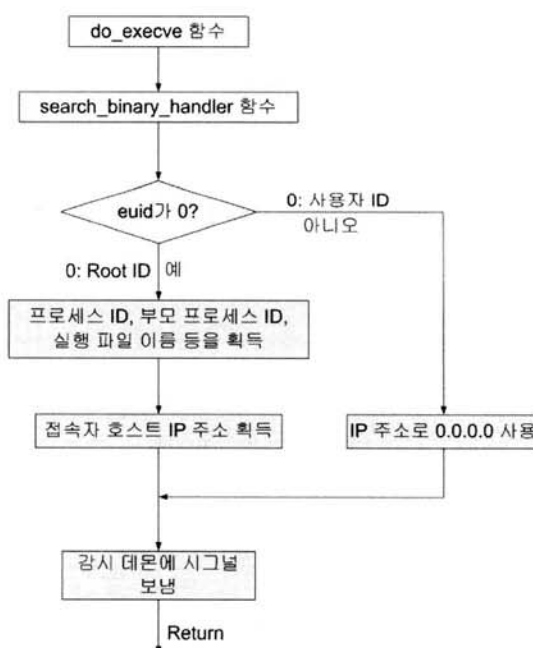 do_execve 함수
search_binary_handler 함수
euid가 0?
0: 사용자 ID
아니오
0: Root ID 예
프로세스 ID, 부모 프로세스 ID,
실행 파일 이름 등을 획득
접속자 호스트 IP 주소 획득
IP 주소로 0.0.0.0 사용
감시 데몬에 시그널
보냄
Return